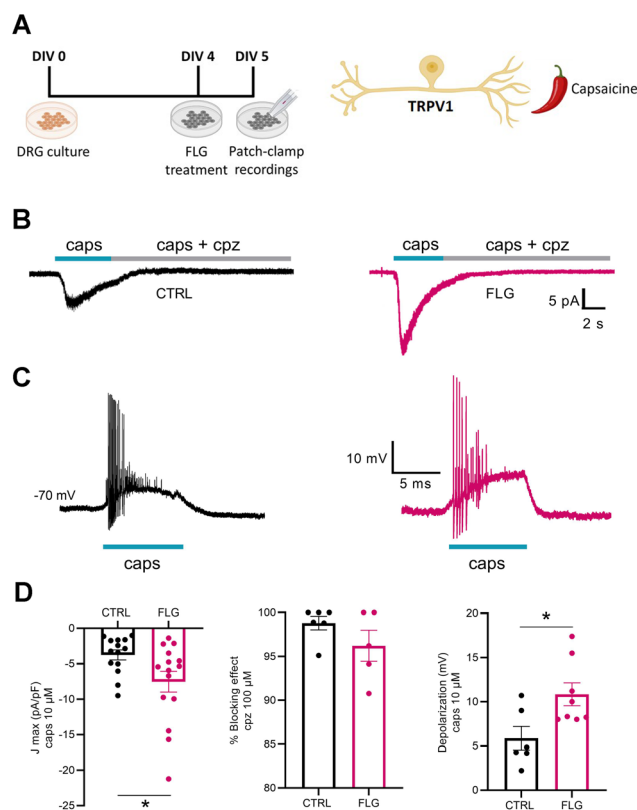 A
DIV 0
DIV 4
DIV 5
DRG culture
FLG
treatment
Patch-clamp
recordings
TRPV1
Capsaicine
B
caps
caps + cpz
CTRL
caps
caps + cpz
FLG
5 pA
2 s
C
-70 mV
caps
10 mV
5 ms
caps
D
CTRL
FLG
0
-5
-10
-15
-20
-25
J max (pA/pF)
caps 10 µM
*
100
95
90
85
80
% Blocking effect
cpz 100 µM
CTRL
FLG
20
15
10
5
0
Depolarization (mV)
caps 10 µM
*
CTRL
FLG